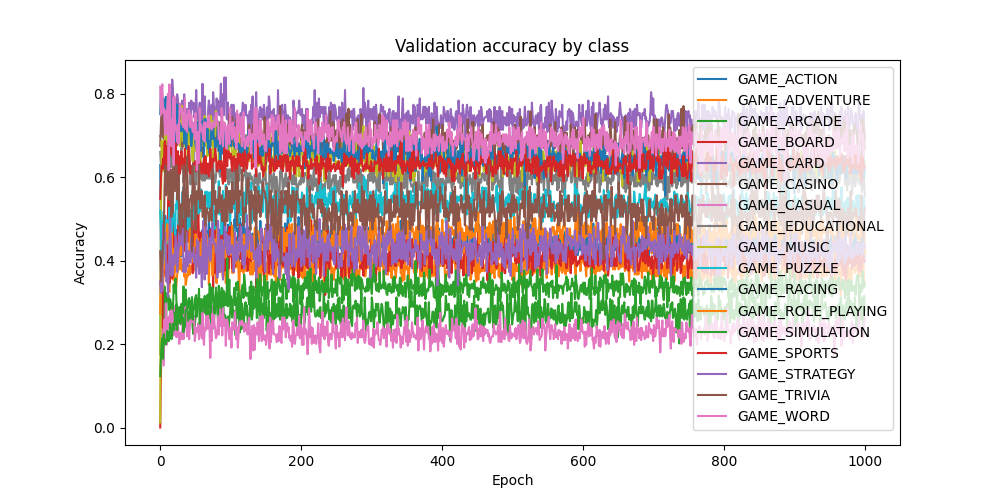 Validation accuracy by class
Accuracy
0.8
0.6
0.4
0.2
0.0
0
200
400
600
800
1000
Epoch
GAME_ACTION
GAME_ADVENTURE
GAME_ARCADE
GAME_BOARD
GAME_CARD
GAME_CASINO
GAME_CASUAL
GAME_EDUCATIONAL
GAME_MUSIC
GAME_PUZZLE
GAME_RACING
GAME_ROLE_PLAYING
GAME_SIMULATION
GAME_SPORTS
GAME_STRATEGY
GAME_TRIVIA
GAME_WORD